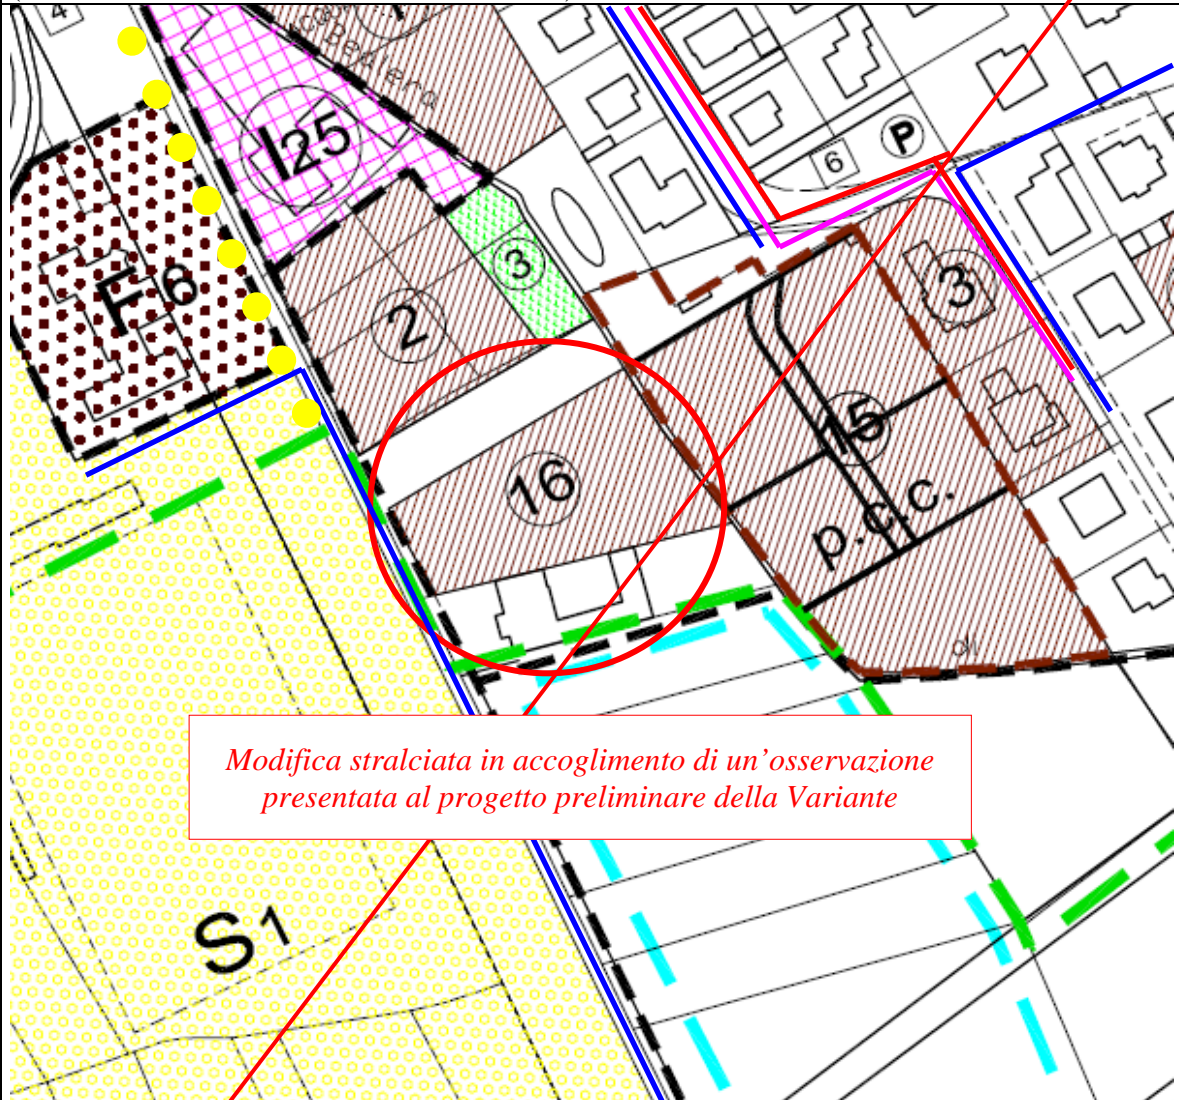 4
I25
P
6
F6
3
3
2
15
16
p.c.c.
Modifica stralciata in accoglimento di un'osservazione
presentata al progetto preliminare della Variante
S1